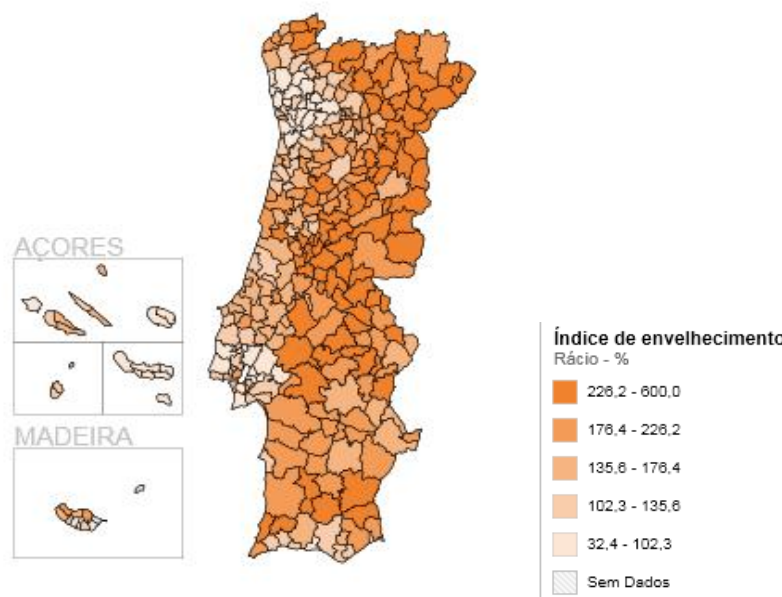 AÇORES
MADEIRA
Índice de envelhecimento
Rácio - %
226,2 - 600,0
176,4 - 226,2
135,6 - 176,4
102,3 - 135,6
32,4 - 102,3
Sem Dados